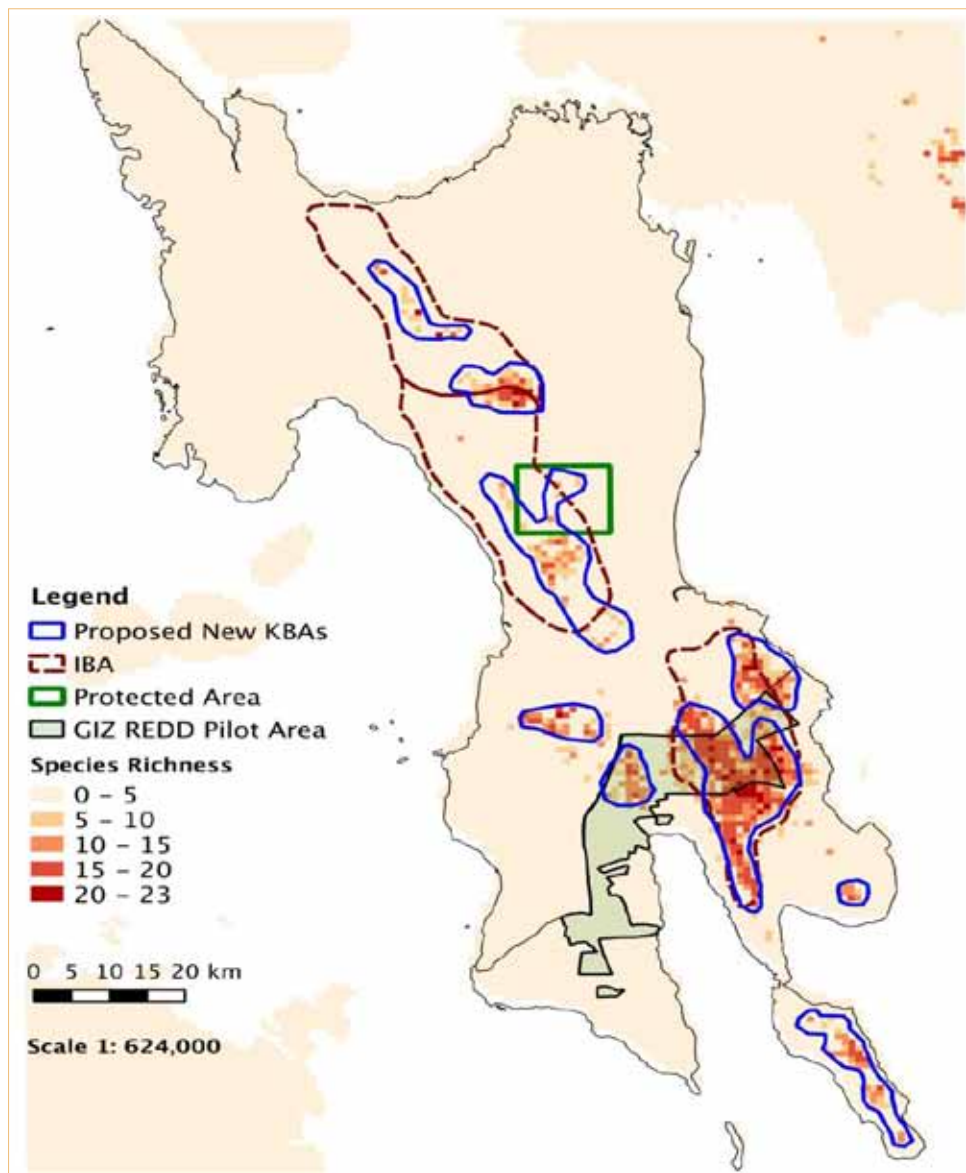 Legend
Proposed New KBAs
IBA
Protected Area
GIZ REDD Pilot Area
Species Richness
0 – 5
5 – 10
10 – 15
15 – 20
20 – 23
0 5 10 15 20 km
Scale 1: 624,000